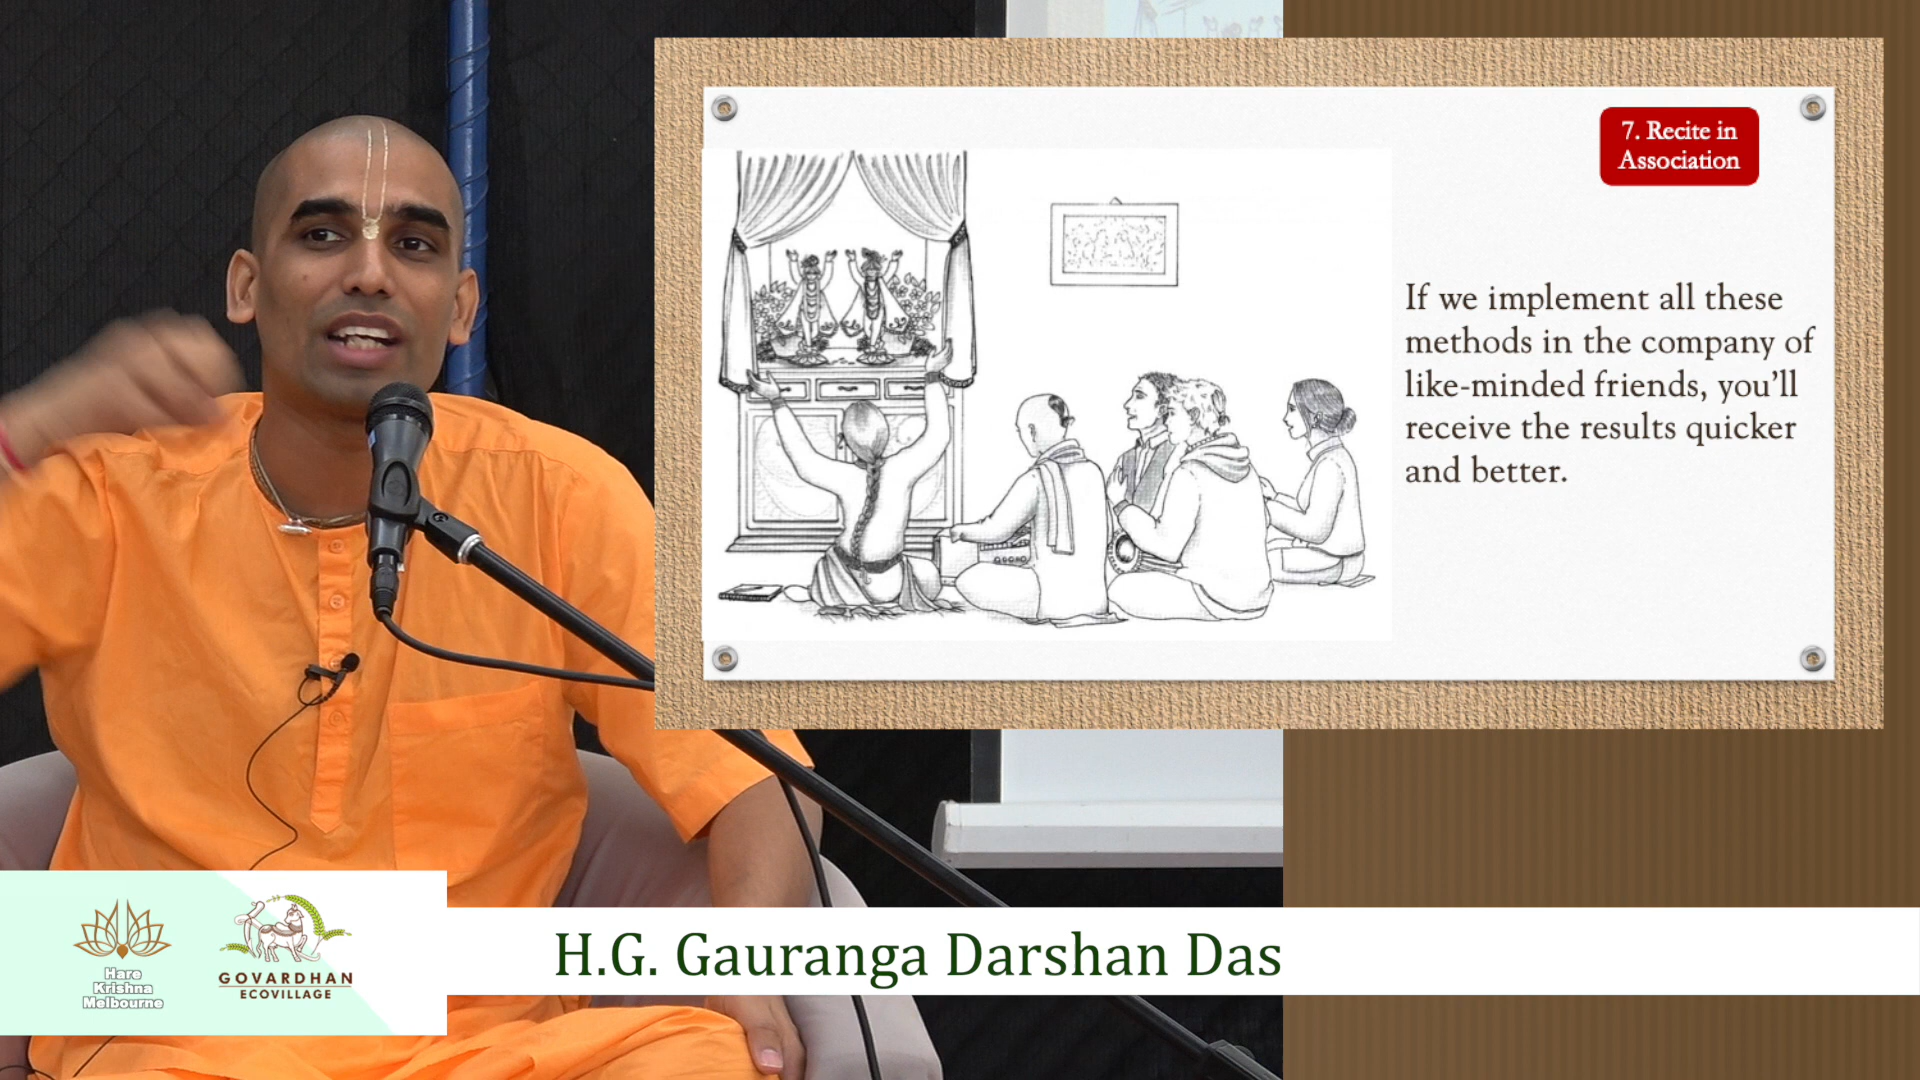 7. Recite in
Association
If we implement all these
methods in the company of
like-minded friends, you'll
receive the results quicker
and better.
H.G. Gauranga Darshan Das
Hare
Krishna
Melbourne
GOVARDHAN
ECOVILLAGE